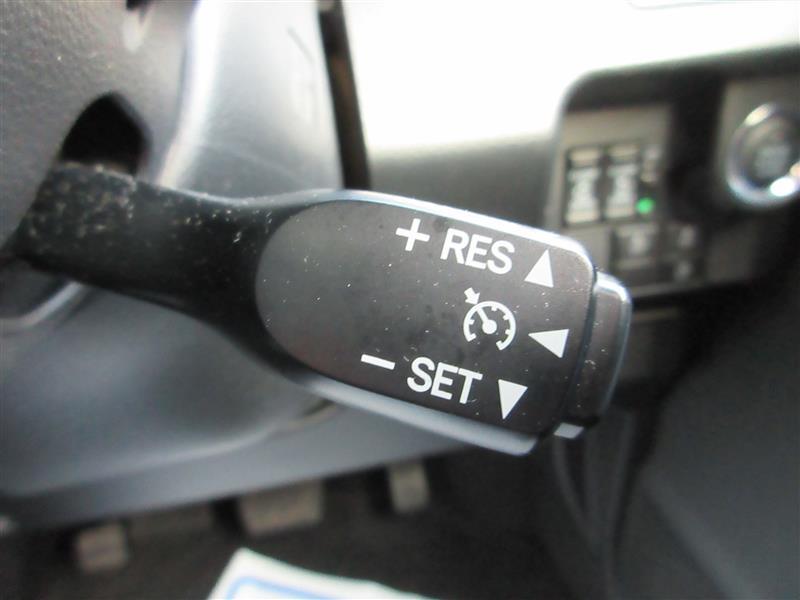 + RES
− SET